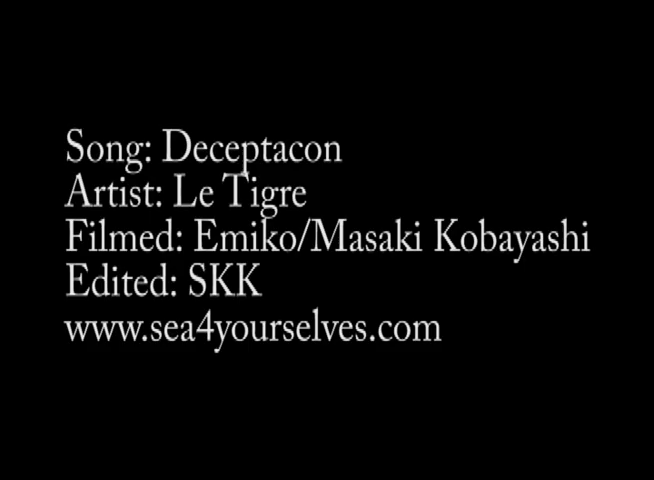 Song: Deceptacon
Artist: Le Tigre
Filmed: Emiko/Masaki Kobayashi
Edited: SKK
www.sea4yourselves.com